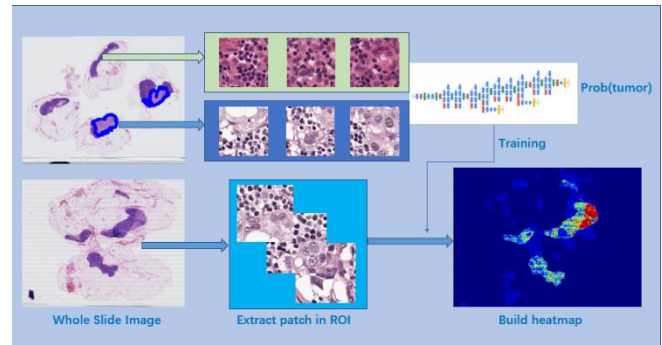 Prob(tumor)
Training
Whole Slide Image
Extract patch in ROI
Build heatmap